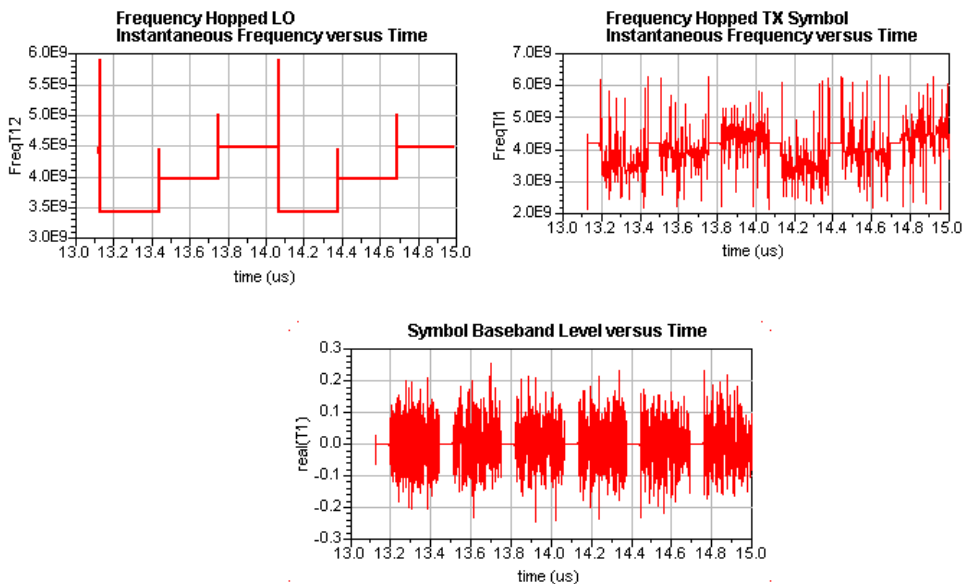 Frequency Hopped LO
Instantaneous Frequency versus Time
6.0E9
5.5E9
5.0E9
4.5E9
4.0E9
3.5E9
3.0E9
FreqT12
13.0 13.2 13.4 13.6 13.8 14.0 14.2 14.4 14.6 14.8 15.0
time (us)
Frequency Hopped TX Symbol
Instantaneous Frequency versus Time
7.0E9
6.0E9
5.0E9
4.0E9
3.0E9
2.0E9
FreqTI1
13.0 13.2 13.4 13.6 13.8 14.0 14.2 14.4 14.6 14.8 15.0
time (us)
Symbol Baseband Level versus Time
0.3
0.2
0.1
0.0
-0.1
-0.2
-0.3
real(T1)
13.0 13.2 13.4 13.6 13.8 14.0 14.2 14.4 14.6 14.8 15.0
time (us)